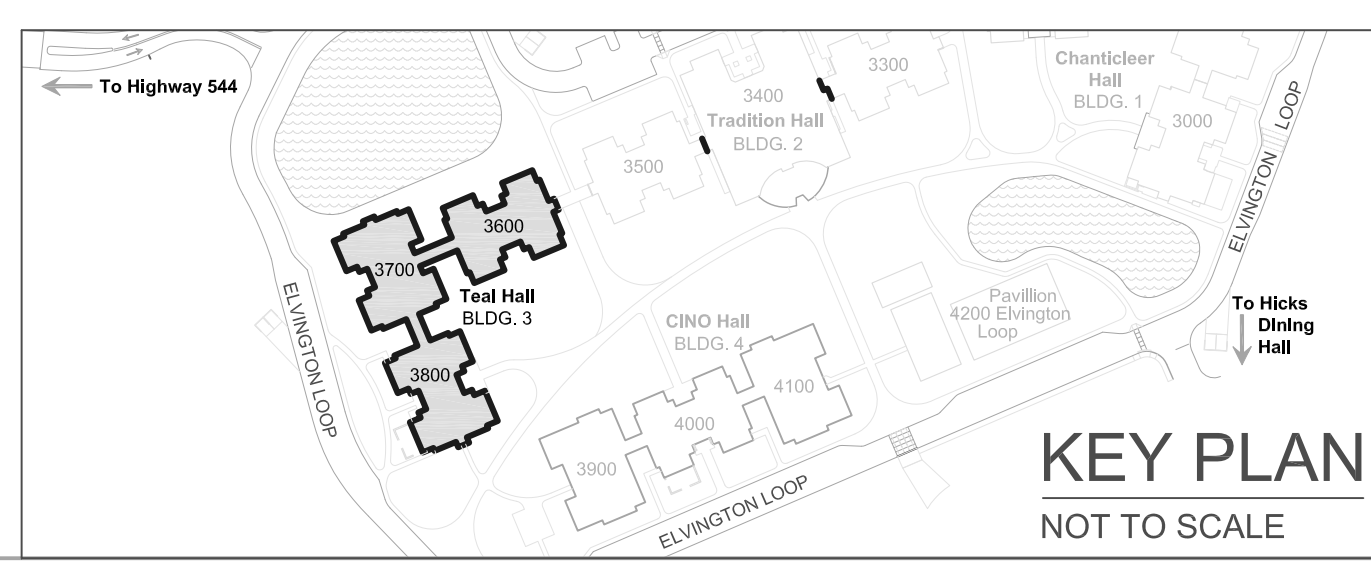 To Highway 544
3300
Chanticleer
Hall
BLDG. 1
3000
3400
Tradition Hall
BLDG. 2
3500
ELVINGTON LOOP
3600
3700
Teal Hall
BLDG. 3
3800
ELVINGTON LOOP
CINO Hall
BLDG. 4
4100
4000
3900
Pavillion
4200 Elvington
Loop
To Hicks
Dining
Hall
ELVINGTON LOOP
KEY PLAN
NOT TO SCALE